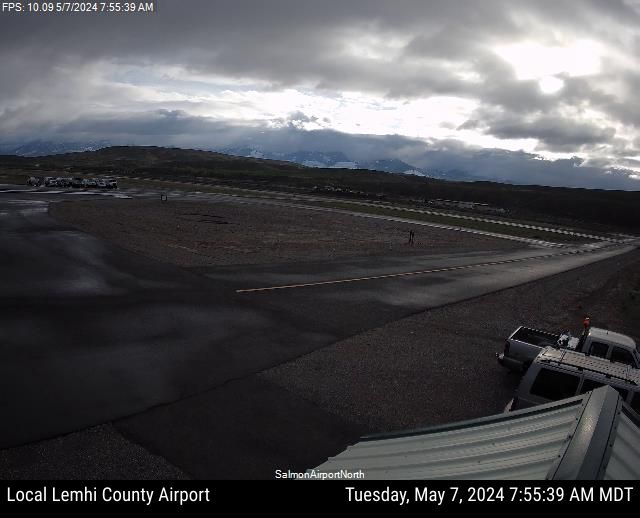 FPS: 10.09 5/7/2024 7:55:39 AM
SalmonAirportNorth
Local Lemhi County Airport
Tuesday, May 7, 2024 7:55:39 AM MDT